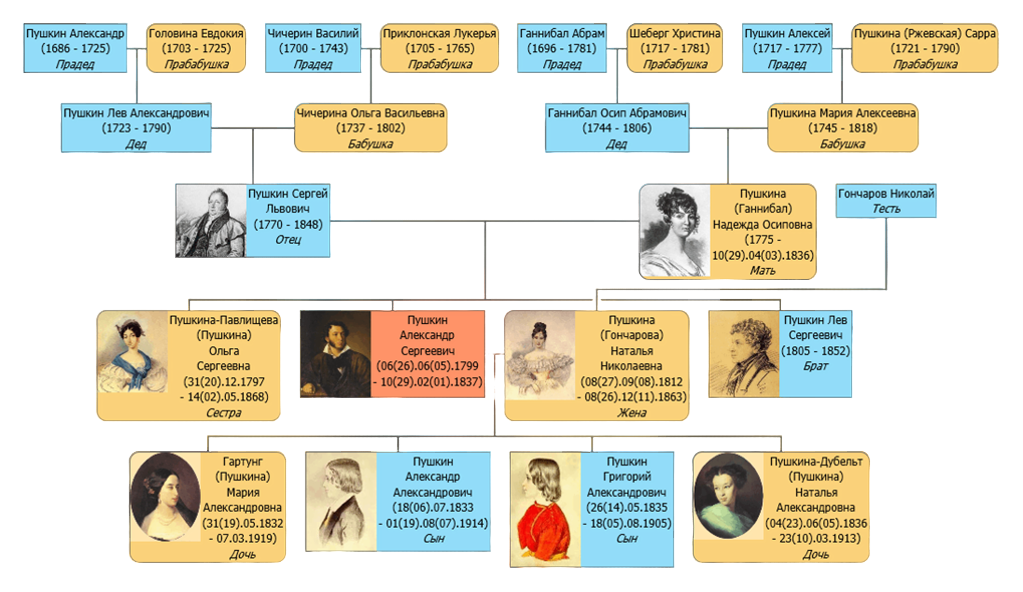 Пушкин Александр
(1686 - 1725)
Прадед
Головина Евдокия
(1703 - 1725)
Прабабушка
Чичерин Василий
(1700 - 1743)
Прадед
Приклонская Лукерья
(1705 - 1765)
Прабабушка
Ганнибал Абрам
(1696 - 1781)
Прадед
Шеберг Христина
(1717 - 1781)
Прабабушка
Пушкин Алексей
(1717 - 1777)
Прадед
Пушкина (Ржевская) Сарра
(1721 - 1790)
Прабабушка
Пушкин Лев Александрович
(1723 - 1790)
Дед
Чичерина Ольга Васильевна
(1737 - 1802)
Бабушка
Ганнибал Осип Абрамович
(1744 - 1806)
Дед
Пушкина Мария Алексеевна
(1745 - 1818)
Бабушка
Пушкин Сергей
Львович
(1770 - 1848)
Отец
Пушкина
(Ганнибал)
Надежда Осиповна
(1775 -
10(29).04(03).1836)
Мать
Гончаров Николай
Тесть
Пушкина-Павлищева
(Пушкина)
Ольга
Сергеевна
(31(20).12.1797
- 14(02).05.1868)
Сестра
Пушкин
Александр
Сергеевич
(06(26).06(05).1799
- 10(29).02(01).1837)
Пушкина
(Гончарова)
Наталья
Николаевна
(08(27).09(08).1812
- 08(26).12(11).1863)
Жена
Пушкин Лев
Сергеевич
(1805 - 1852)
Брат
Гартунг
(Пушкина)
Мария
Александровна
(31(19).05.1832
- 07.03.1919)
Дочь
Пушкин
Александр
Александрович
(18(06).07.1833
- 01(19).08(07).1914)
Сын
Пушкин
Григорий
Александрович
(26(14).05.1835
- 18(05).08.1905)
Сын
Пушкина-Дубельт
(Пушкина)
Наталья
Александровна
(04(23).06(05).1836
- 23(10).03.1913)
Дочь